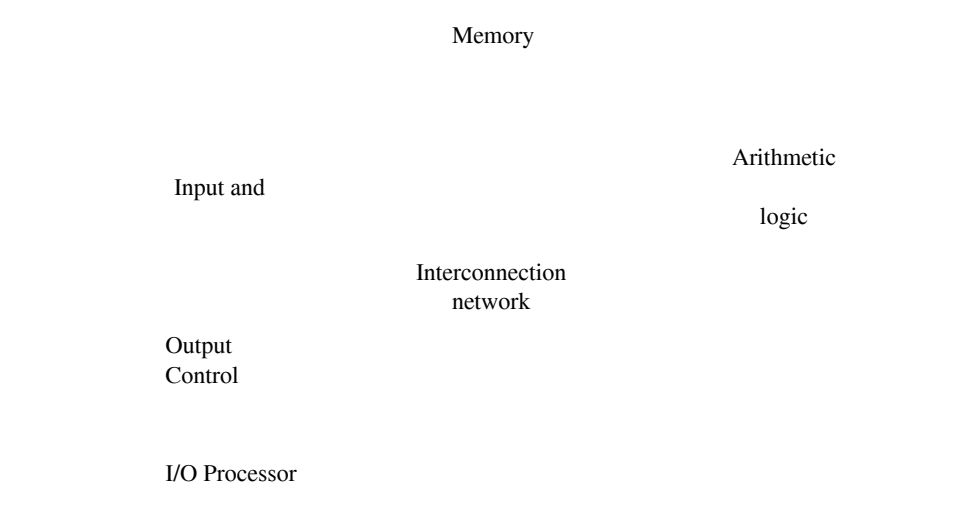 Memory
Arithmetic
Input and
logic
Interconnection
network
Output
Control
I/O Processor